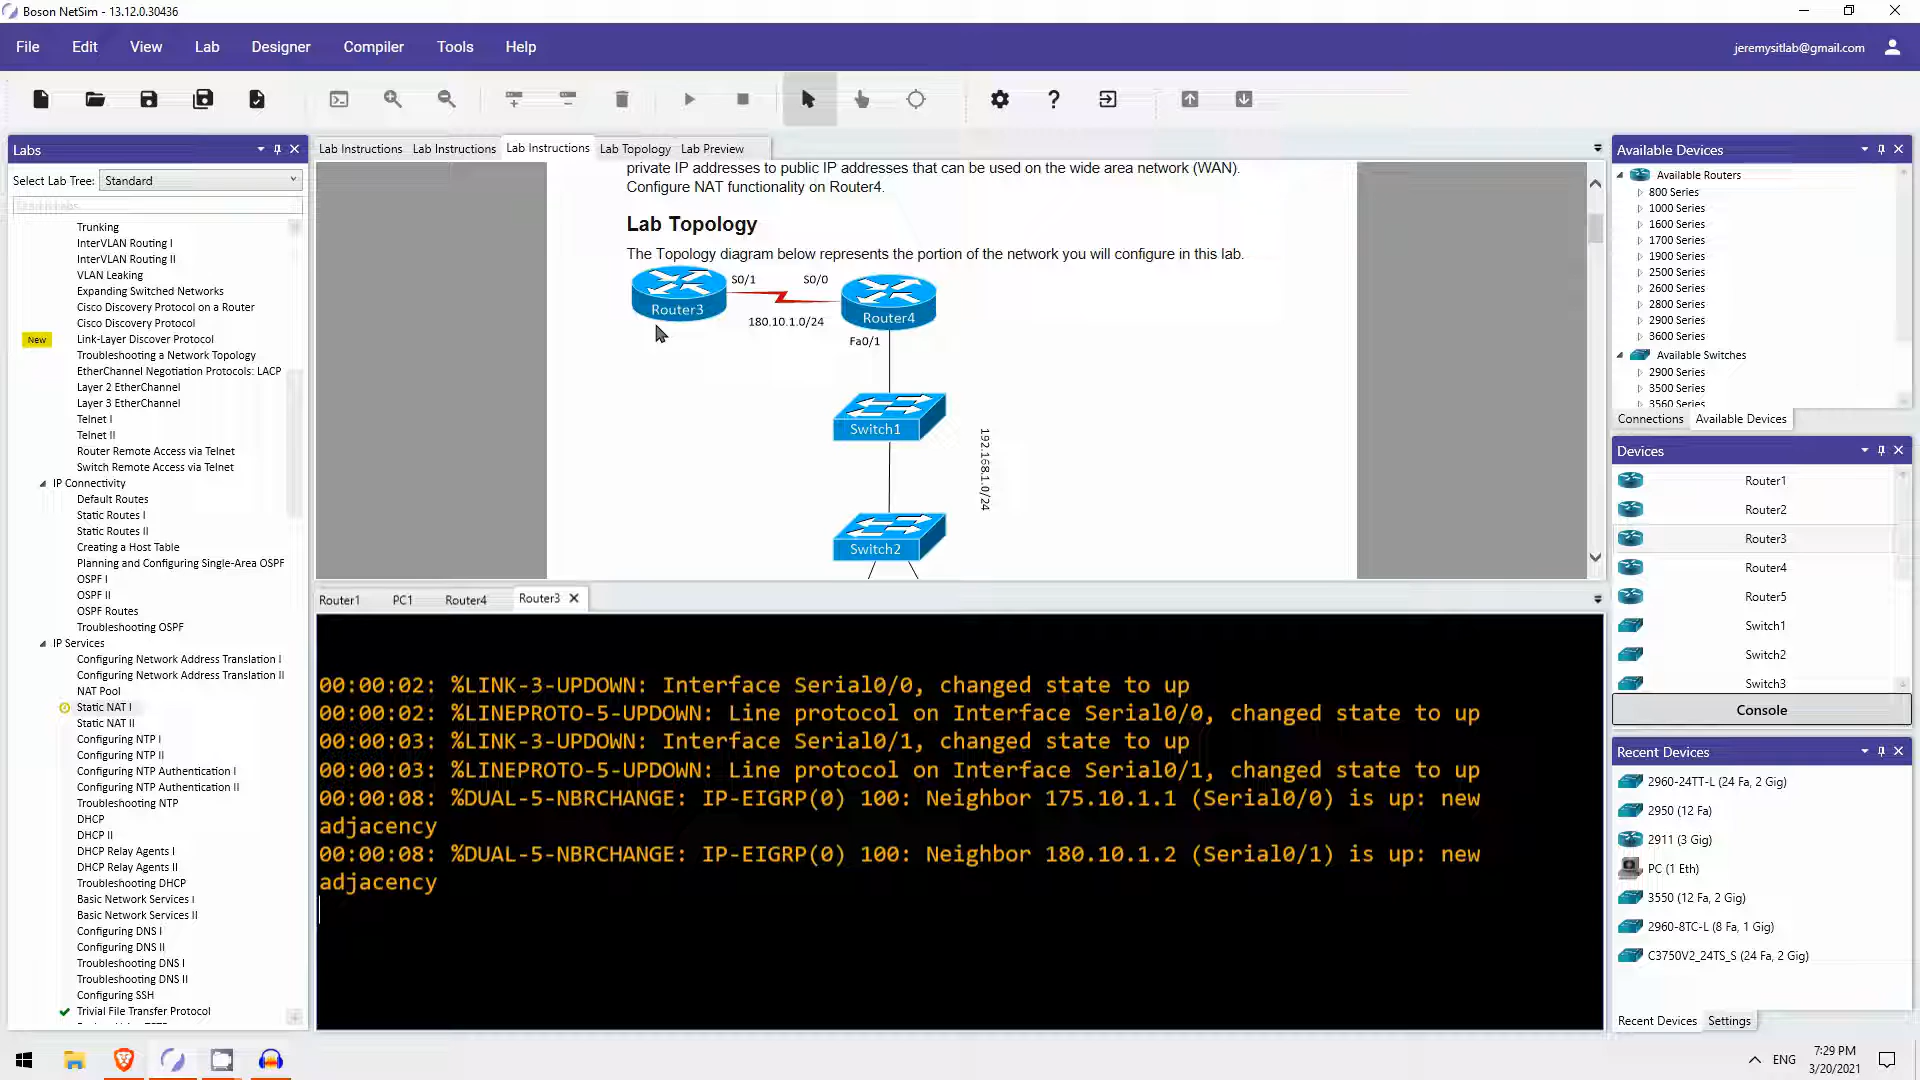 Boson NetSim - 13.12.0.30436
File
Edit
View
Lab
Designer
Compiler
Tools
Help
jeremysitlab@gmail.com
Labs
Select Lab Tree:
Standard
Trunking
InterVLAN Routing I
InterVLAN Routing II
VLAN Leaking
Expanding Switched Networks
Cisco Discovery Protocol on a Router
Cisco Discovery Protocol
New
Link-Layer Discover Protocol
Troubleshooting a Network Topology
EtherChannel Negotiation Protocols: LACP
Layer 2 EtherChannel
Layer 3 EtherChannel
Telnet I
Telnet II
Router Remote Access via Telnet
Switch Remote Access via Telnet
IP Connectivity
Default Routes
Static Routes I
Static Routes II
Creating a Host Table
Planning and Configuring Single-Area OSPF
OSPF I
OSPF II
OSPF Routes
Troubleshooting OSPF
IP Services
Configuring Network Address Translation I
Configuring Network Address Translation II
NAT Pool
Static NAT I
Static NAT II
Configuring NTP I
Configuring NTP II
Configuring NTP Authentication I
Configuring NTP Authentication II
Troubleshooting NTP
DHCP
DHCP II
DHCP Relay Agents I
DHCP Relay Agents II
Troubleshooting DHCP
Basic Network Services I
Basic Network Services II
Configuring DNS I
Configuring DNS II
Troubleshooting DNS I
Troubleshooting DNS II
Configuring SSH
Trivial File Transfer Protocol
Lab Instructions
Lab Instructions
Lab Instructions
Lab Topology
Lab Preview
private IP addresses to public IP addresses that can be used on the wide area network (WAN).
Configure NAT functionality on Router4.
Lab Topology
The Topology diagram below represents the portion of the network you will configure in this lab.
S0/1
S0/0
Router3
Router4
180.10.1.0/24
Fa0/1
Switch1
192.168.1.0/24
Switch2
Router1
PC1
Router4
Router3
00:00:02: %LINK-3-UPDOWN: Interface Serial0/0, changed state to up
00:00:02: %LINEPROTO-5-UPDOWN: Line protocol on Interface Serial0/0, changed state to up
00:00:03: %LINK-3-UPDOWN: Interface Serial0/1, changed state to up
00:00:03: %LINEPROTO-5-UPDOWN: Line protocol on Interface Serial0/1, changed state to up
00:00:08: %DUAL-5-NBRCHANGE: IP-EIGRP(0) 100: Neighbor 175.10.1.1 (Serial0/0) is up: new
adjacency
00:00:08: %DUAL-5-NBRCHANGE: IP-EIGRP(0) 100: Neighbor 180.10.1.2 (Serial0/1) is up: new
adjacency
Available Devices
Available Routers
800 Series
1000 Series
1600 Series
1700 Series
1900 Series
2500 Series
2600 Series
2800 Series
2900 Series
3600 Series
Available Switches
2900 Series
3500 Series
3560 Series
Connections
Available Devices
Devices
Router1
Router2
Router3
Router4
Router5
Switch1
Switch2
Switch3
Console
Recent Devices
2960-24TT-L (24 Fa, 2 Gig)
2950 (12 Fa)
2911 (3 Gig)
PC (1 Eth)
3550 (12 Fa, 2 Gig)
2960-8TC-L (8 Fa, 1 Gig)
C3750V2_24TS_S (24 Fa, 2 Gig)
Recent Devices
Settings
ENG
7:29 PM
3/20/2021